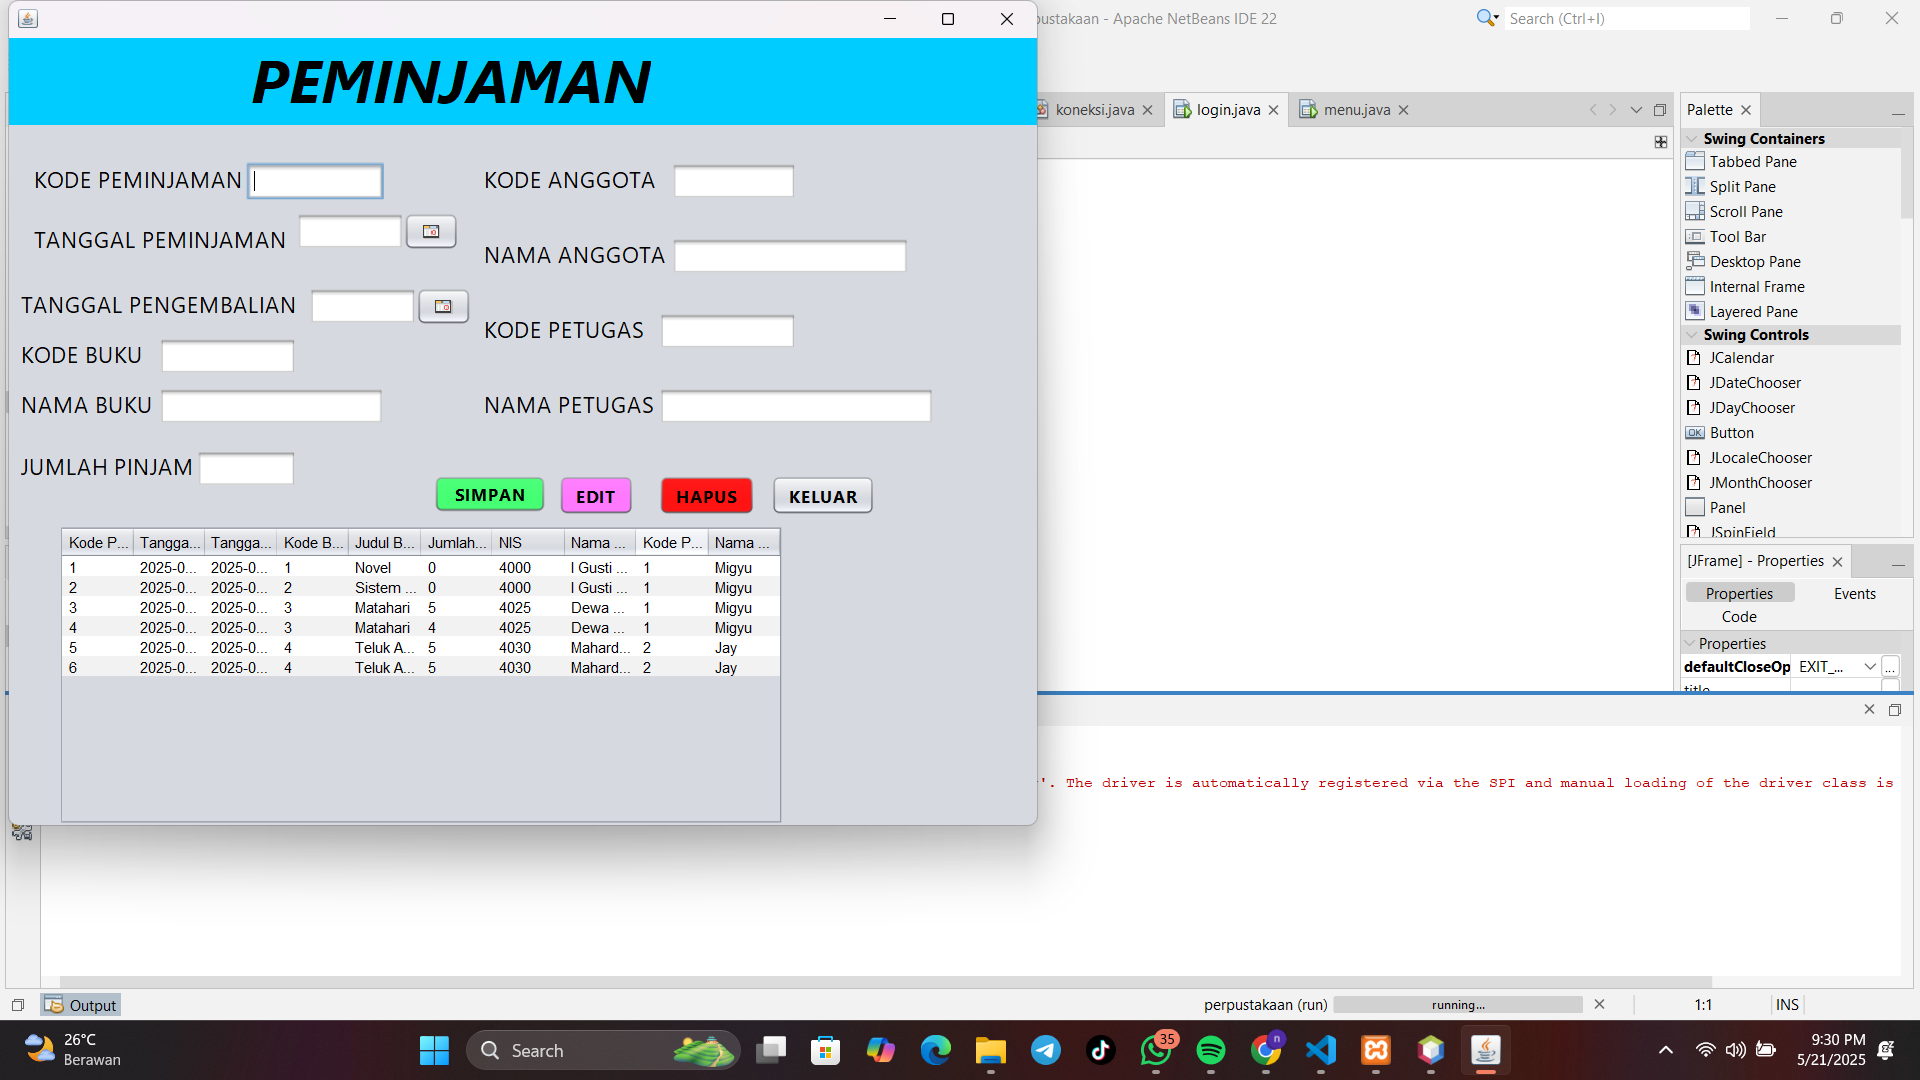 pustakaan - Apache NetBeans IDE 22
Search (Ctrl+I)
PEMINJAMAN
koneksi.java
login.java
menu.java
Palette
Swing Containers
Tabbed Pane
Split Pane
Scroll Pane
Tool Bar
Desktop Pane
Internal Frame
Layered Pane
Swing Controls
JCalendar
JDateChooser
JDayChooser
OK Button
JLocaleChooser
JMonthChooser
Panel
JSpinField
KODE PEMINJAMAN
TANGGAL PEMINJAMAN
TANGGAL PENGEMBALIAN
KODE BUKU
NAMA BUKU
JUMLAH PINJAM
KODE ANGGOTA
NAMA ANGGOTA
KODE PETUGAS
NAMA PETUGAS
SIMPAN EDIT HAPUS KELUAR
Kode P... Tangga... Tangga... Kode B... Judul B... Jumlah... NIS Nama ... Kode P... Nama ...
1 2025-0... 2025-0... 1 Novel 0 4000 I Gusti ... 1 Migyu
2 2025-0... 2025-0... 2 Sistem ... 0 4000 I Gusti ... 1 Migyu
3 2025-0... 2025-0... 3 Matahari 5 4025 Dewa ... 1 Migyu
4 2025-0... 2025-0... 3 Matahari 4 4025 Dewa ... 1 Migyu
5 2025-0... 2025-0... 4 Teluk A... 5 4030 Mahard... 2 Jay
6 2025-0... 2025-0... 4 Teluk A... 5 4030 Mahard... 2 Jay
[JFrame] - Properties
Properties Events
Code
Properties
defaultCloseOp EXIT_... ...
title
'. The driver is automatically registered via the SPI and manual loading of the driver class is
Output
perpustakaan (run) running... 1:1 INS
26°C
Berawan
Search
35
n
9:30 PM
5/21/2025